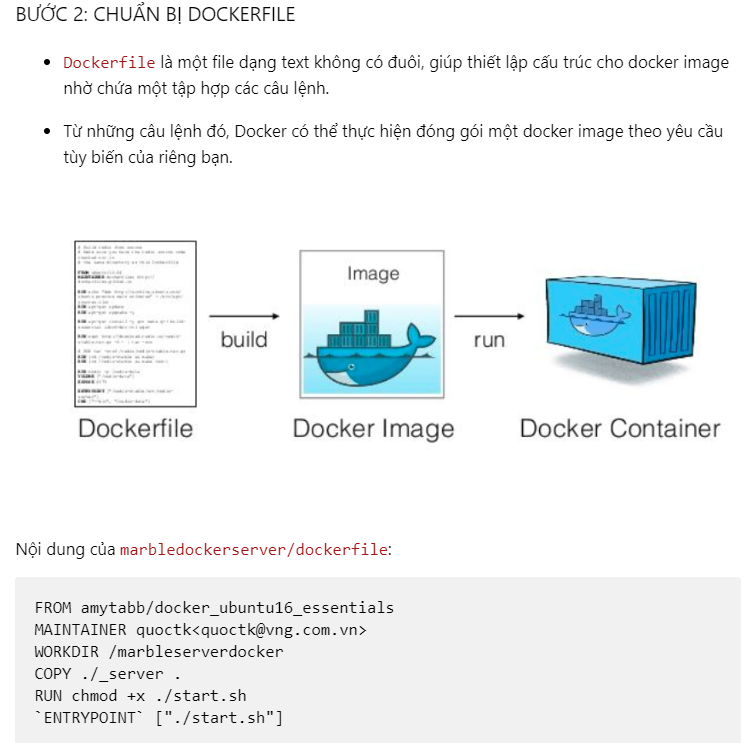 BƯỚC 2: CHUẨN BỊ DOCKERFILE
Dockerfile là một file dạng text không có đuôi, giúp thiết lập cấu trúc cho docker image
nhờ chứa một tập hợp các câu lệnh.
Từ những câu lệnh đó, Docker có thể thực hiện đóng gói một docker image theo yêu cầu
tùy biến của riêng bạn.
Image
build
run
Dockerfile
Docker Image
Docker Container
Nội dung của marbledockerserver/dockerfile:
FROM amytabb/docker_ubuntu16_essentials
MAINTAINER quoctk<quoctk@vng.com.vn>
WORKDIR /marbleserverdocker
COPY ./_server .
RUN chmod +x ./start.sh
`ENTRYPOINT` ["./start.sh"]